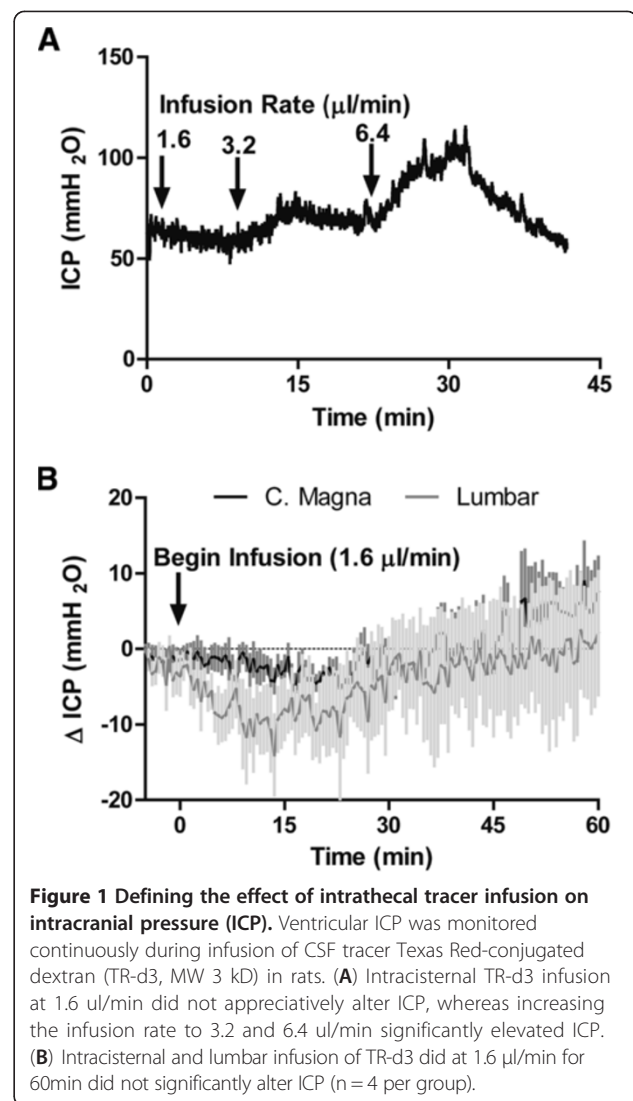 A
150
Infusion Rate (μl/min)
1.6 3.2 6.4
100
ICP (mmH 2O)
50
0
0 15 30 45
Time (min)
B
20
C. Magna Lumbar
Begin Infusion (1.6 μl/min)
10
0
Δ ICP (mmH 2O)
-10
-20
0 15 30 45 60
Time (min)
Figure 1 Defining the effect of intrathecal tracer infusion on
intracranial pressure (ICP). Ventricular ICP was monitored
continuously during infusion of CSF tracer Texas Red-conjugated
dextran (TR-d3, MW 3 kD) in rats. (A) Intracisternal TR-d3 infusion
at 1.6 ul/min did not appreciatively alter ICP, whereas increasing
the infusion rate to 3.2 and 6.4 ul/min significantly elevated ICP.
(B) Intracisternal and lumbar infusion of TR-d3 did at 1.6 μl/min for
60min did not significantly alter ICP (n = 4 per group).